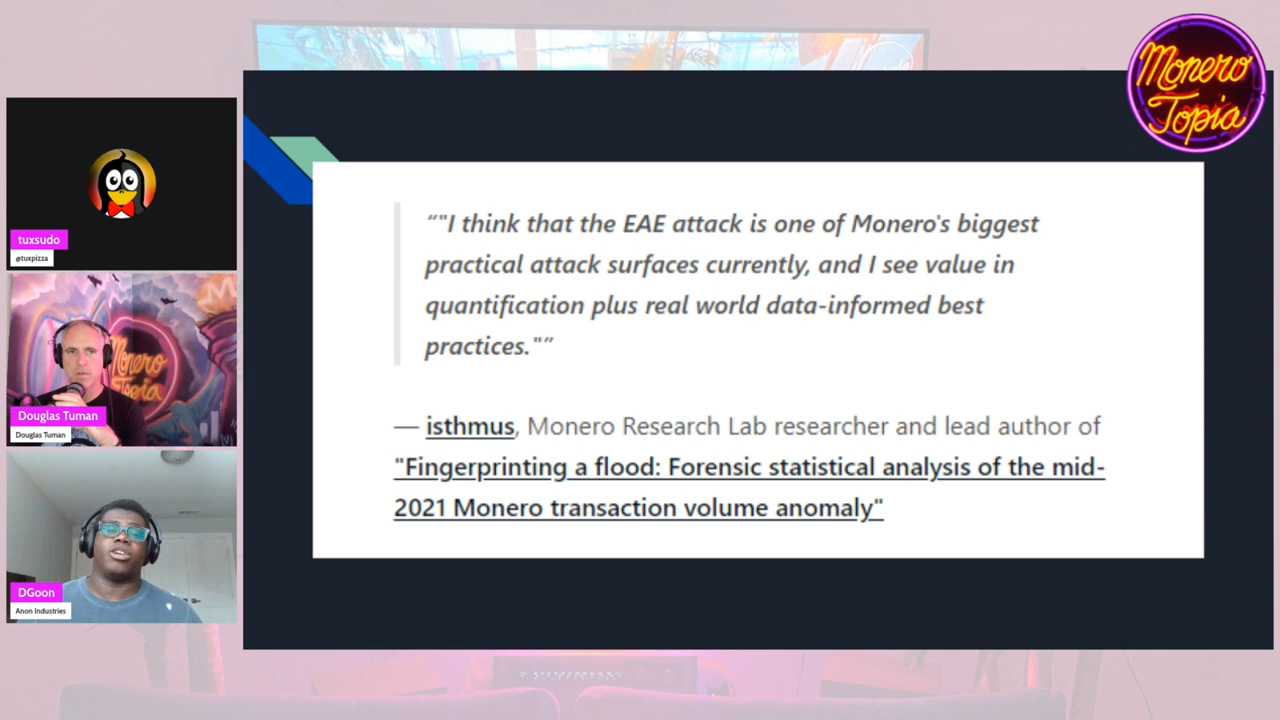 Monero
Topia
tuxsudo
@tuxpizza
Monero
Topia
Douglas Tuman
Douglas Tuman
DGoon
Anon Industries
“"I think that the EAE attack is one of Monero's biggest
practical attack surfaces currently, and I see value in
quantification plus real world data-informed best
practices."”
— isthmus, Monero Research Lab researcher and lead author of
"Fingerprinting a flood: Forensic statistical analysis of the mid-
2021 Monero transaction volume anomaly"